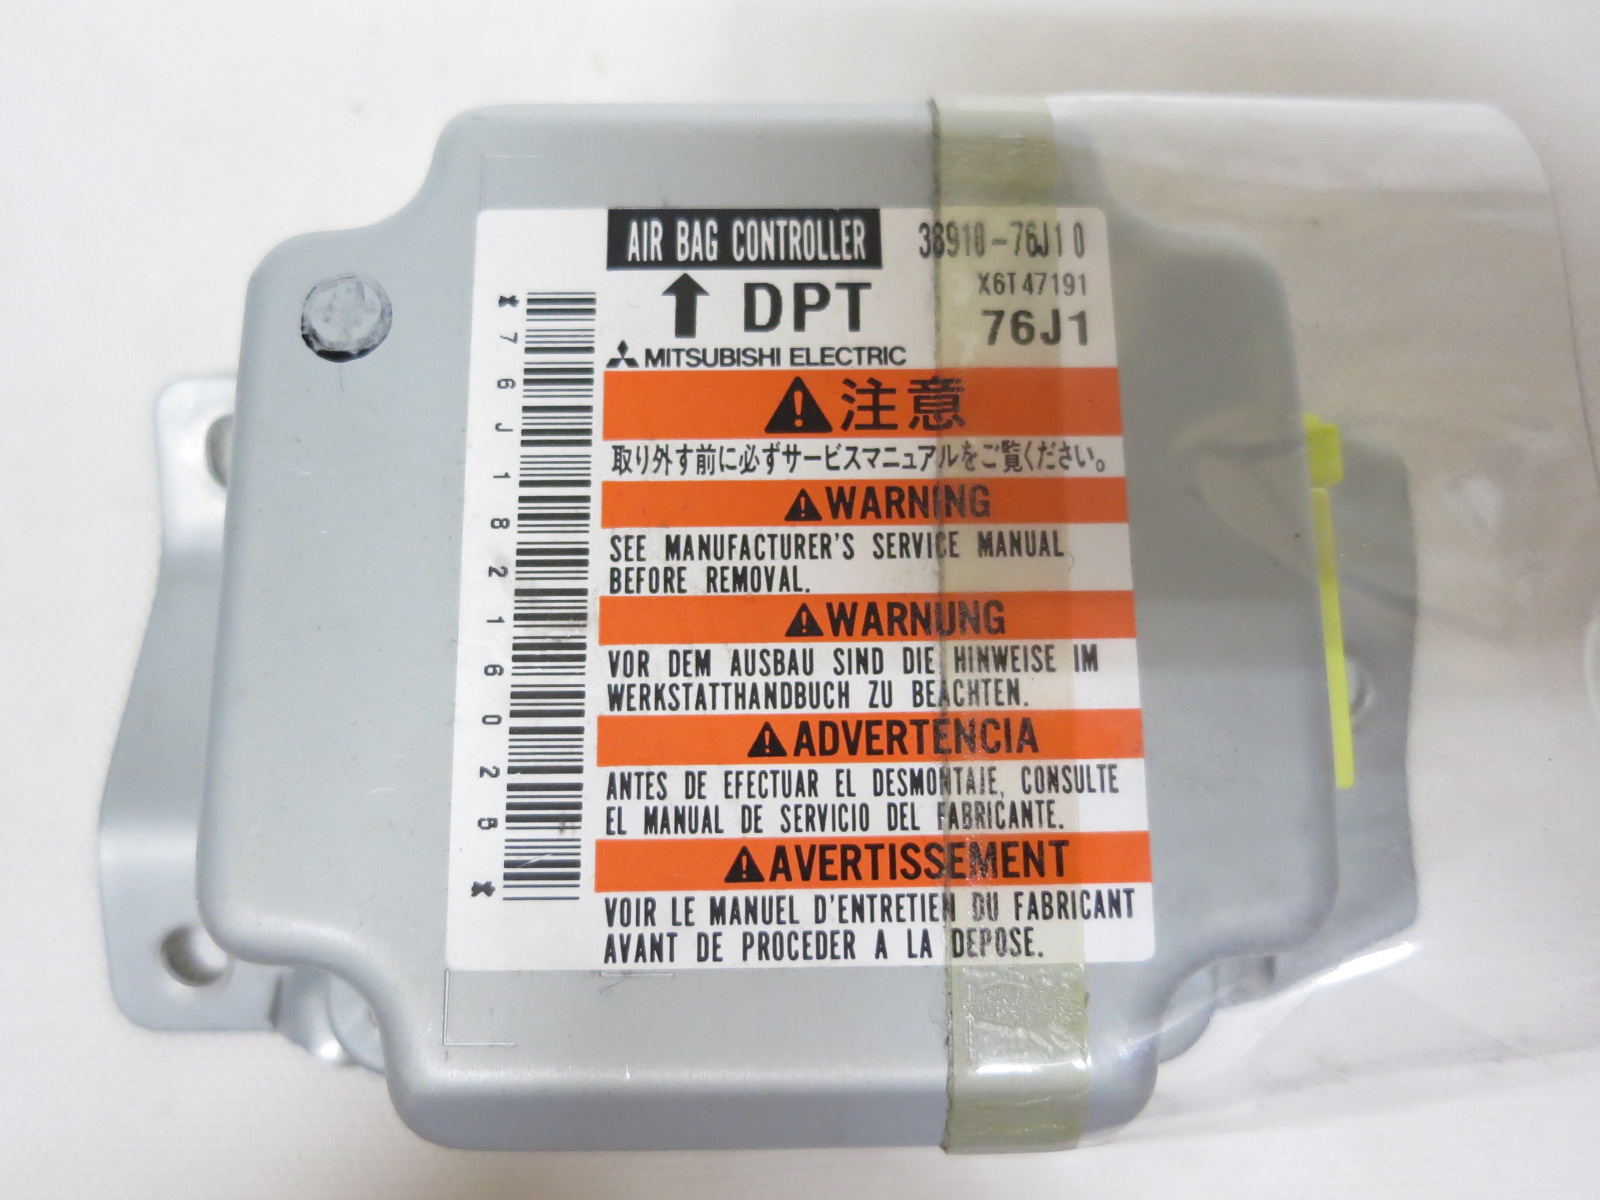 AIR BAG CONTROLLER 38910-76J10
X6T47191
DPT 76J1
MITSUBISHI ELECTRIC
注意
取り外す前に必ずサービスマニュアルをご覧ください。
WARNING
SEE MANUFACTURER'S SERVICE MANUAL
BEFORE REMOVAL.
WARNUNG
VOR DEM AUSBAU SIND DIE HINWEISE IM
WERKSTATTHANDBUCH ZU BEACHTEN.
ADVERTENCIA
ANTES DE EFECTUAR EL DESMONTAJE, CONSULTE
EL MANUAL DE SERVICIO DEL FABRICANTE.
AVERTISSEMENT
VOIR LE MANUEL D'ENTRETIEN DU FABRICANT
AVANT DE PROCEDER A LA DEPOSE.
*76J18216025*